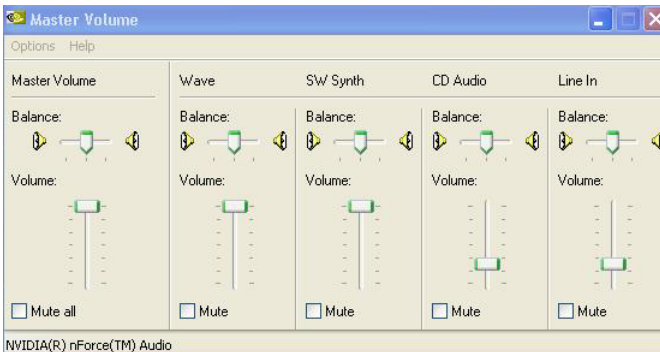 Master Volume
Options Help
Master Volume Wave SW Synth CD Audio Line In
Balance: Balance: Balance: Balance: Balance:
Volume: Volume: Volume: Volume: Volume:
Mute all Mute Mute Mute Mute
NVIDIA(R) nForce(TM) Audio